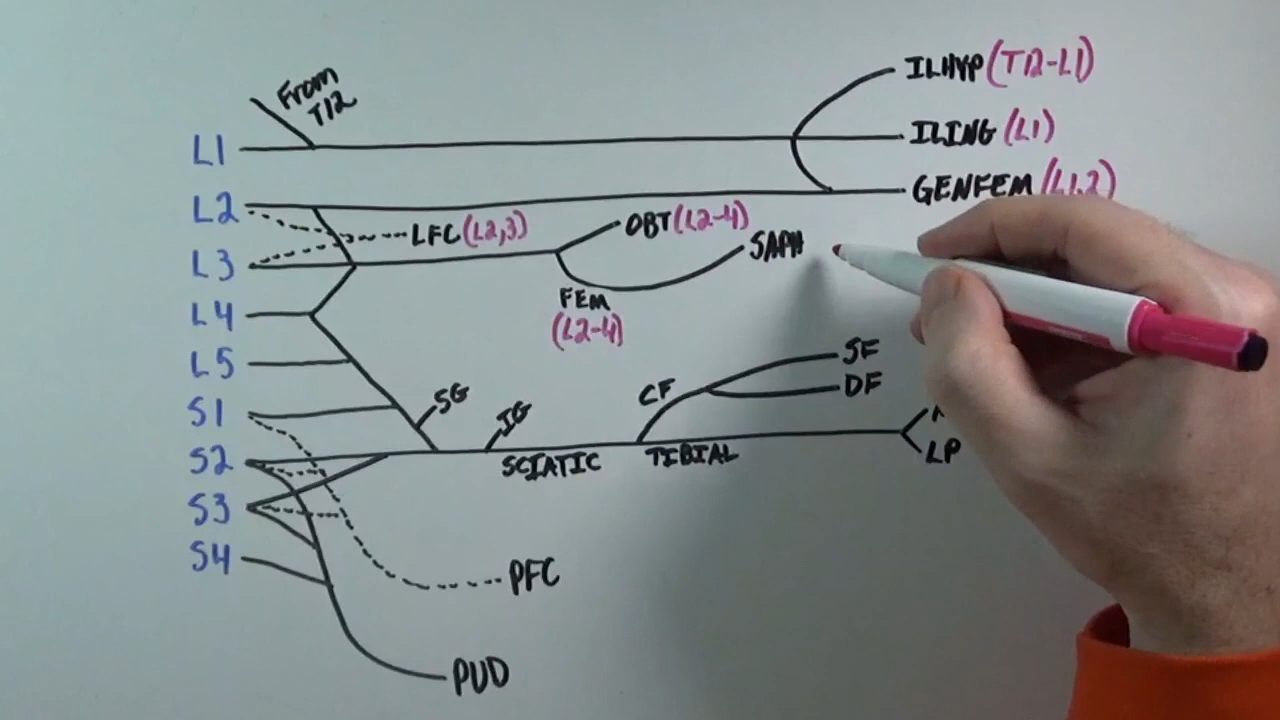 From
T12
L1
L2
L3
L4
L5
S1
S2
S3
S4
ILHYP (T12-L1)
ILING (L1)
GENFEM (L1,2)
LFC (L2,3)
OBT (L2-4)
SAPH
FEM
(L2-4)
SG
IG
SCIATIC
CF
SF
DF
TIBIAL
LP
PFC
PUD